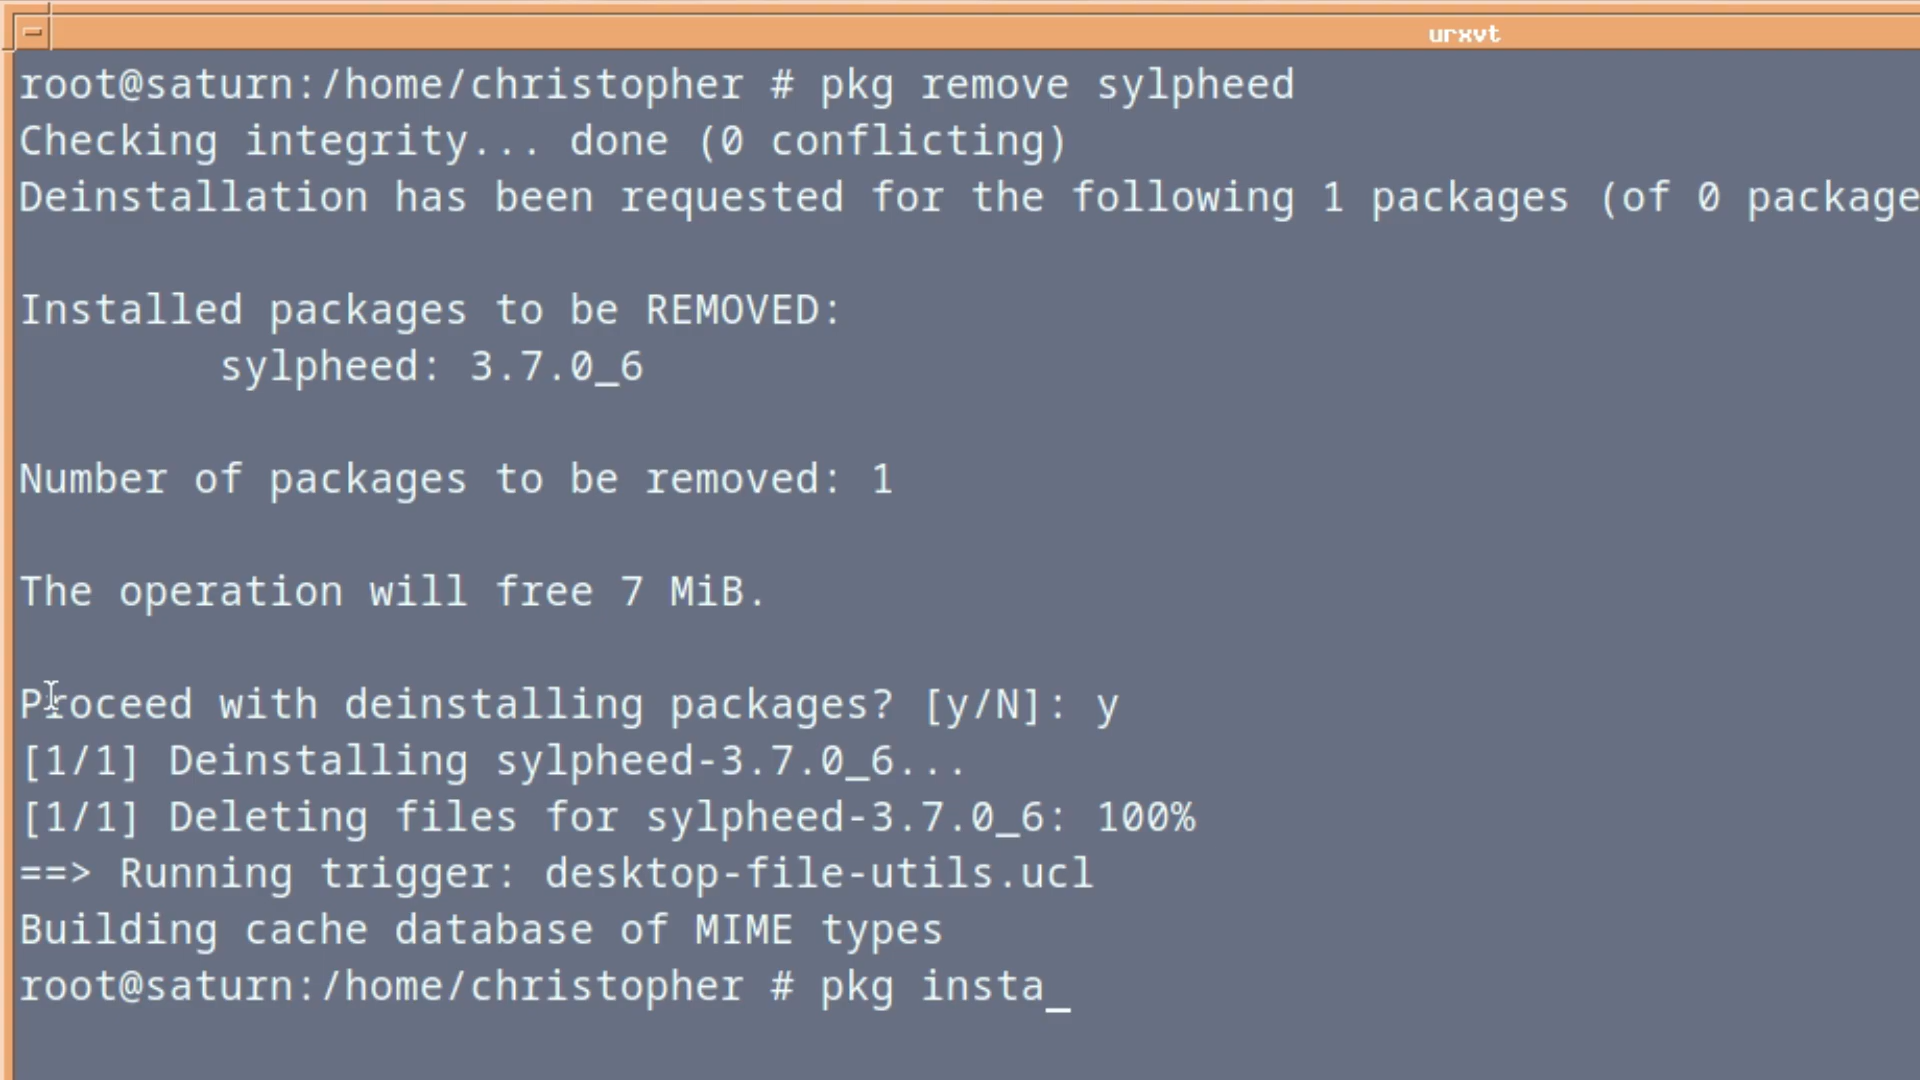 urxvt
root@saturn:/home/christopher # pkg remove sylpheed
Checking integrity... done (0 conflicting)
Deinstallation has been requested for the following 1 packages (of 0 package
Installed packages to be REMOVED:
sylpheed: 3.7.0_6
Number of packages to be removed: 1
The operation will free 7 MiB.
Proceed with deinstalling packages? [y/N]: y
[1/1] Deinstalling sylpheed-3.7.0_6...
[1/1] Deleting files for sylpheed-3.7.0_6: 100%
==> Running trigger: desktop-file-utils.ucl
Building cache database of MIME types
root@saturn:/home/christopher # pkg insta_